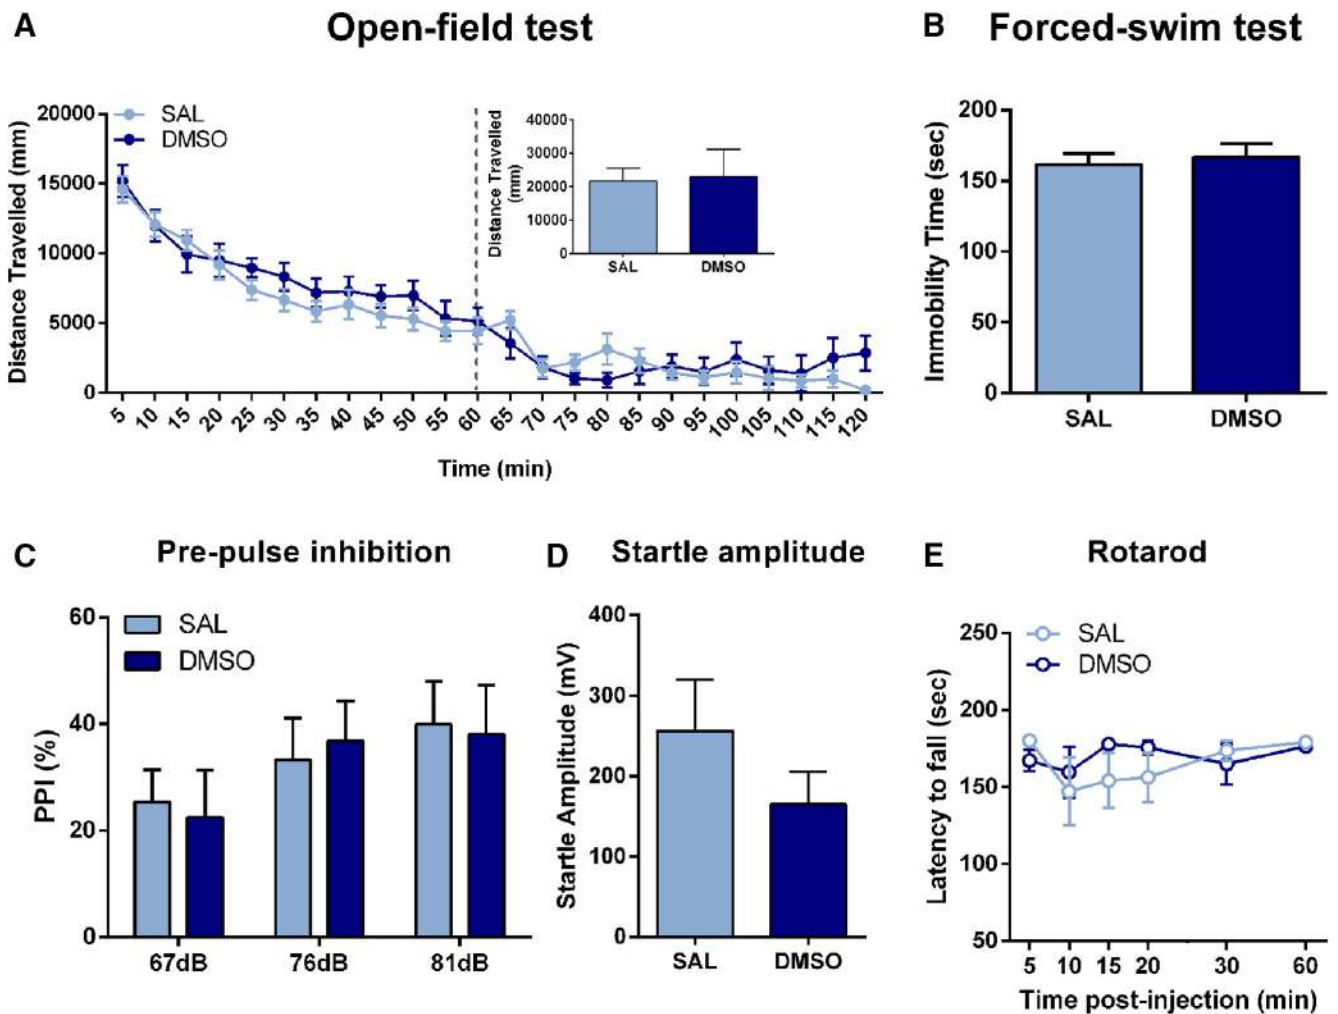 A
Open-field test
B
Forced-swim test
SAL
DMSO
Distance Travelled (mm)
20000
15000
10000
5000
0
5 10 15 20 25 30 35 40 45 50 55 60 65 70 75 80 85 90 95 100 105 110 115 120
Time (min)
Distance Travelled
(mm)
40000
30000
20000
10000
0
SAL DMSO
Immobility Time (sec)
200
150
100
50
0
SAL DMSO
C
Pre-pulse inhibition
D
Startle amplitude
E
Rotarod
SAL
DMSO
PPI (%)
60
40
20
0
67dB 76dB 81dB
Startle Amplitude (mV)
400
300
200
100
0
SAL DMSO
SAL
DMSO
Latency to fall (sec)
250
200
150
100
50
5 10 15 20 30 60
Time post-injection (min)